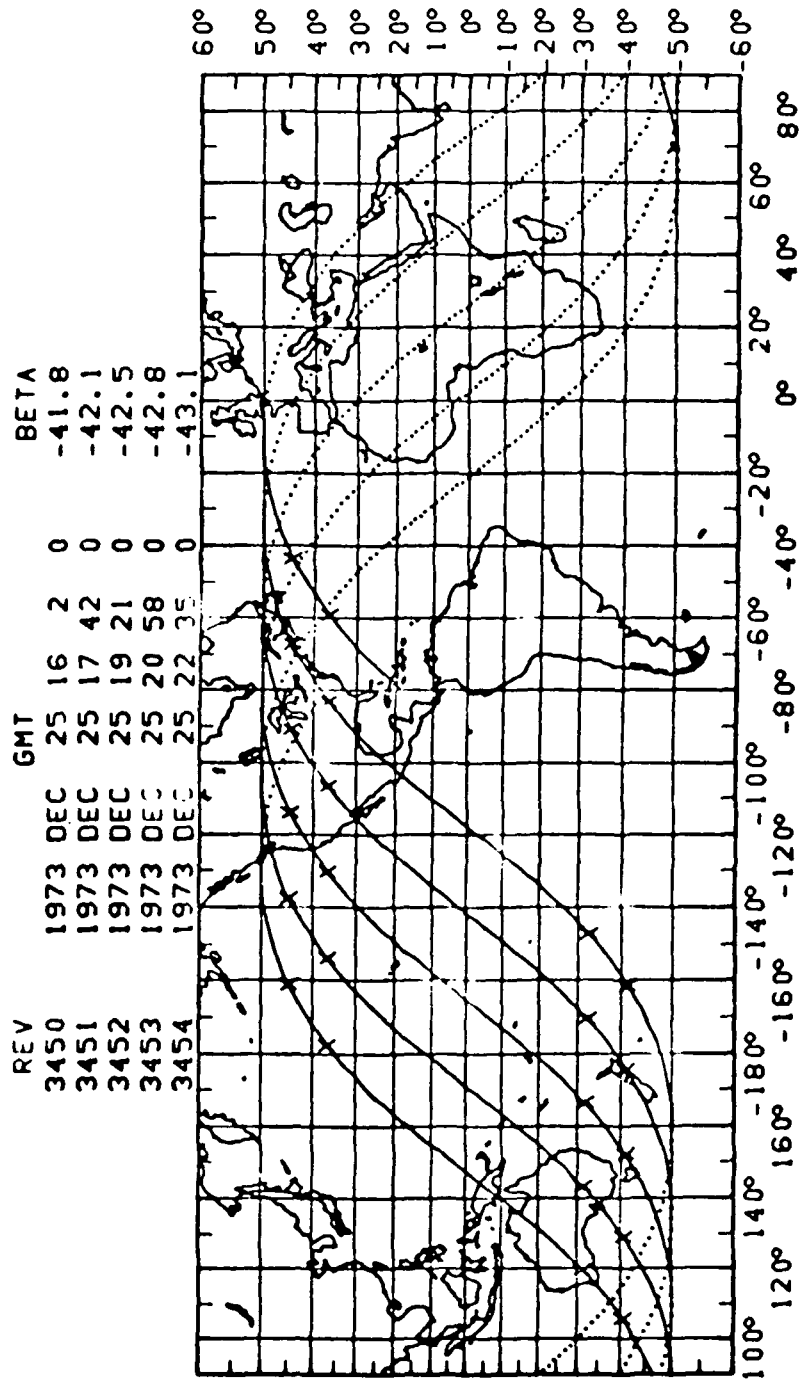 REV GMT BETA
3450 1973 DEC 25 16 2 0 -41.8
3451 1973 DEC 25 17 42 0 -42.1
3452 1973 DEC 25 19 21 0 -42.5
3453 1973 DEC 25 20 58 0 -42.8
3454 1973 DEC 25 22 35 0 -43.1
60°
50°
40°
30°
20°
10°
0°
-10°
-20°
-30°
-40°
-50°
-60°
100° 120° 140° 160° -180° -160° -140° -120° -100° -80° -60° -40° -20° 0° 20° 40° 60° 80°